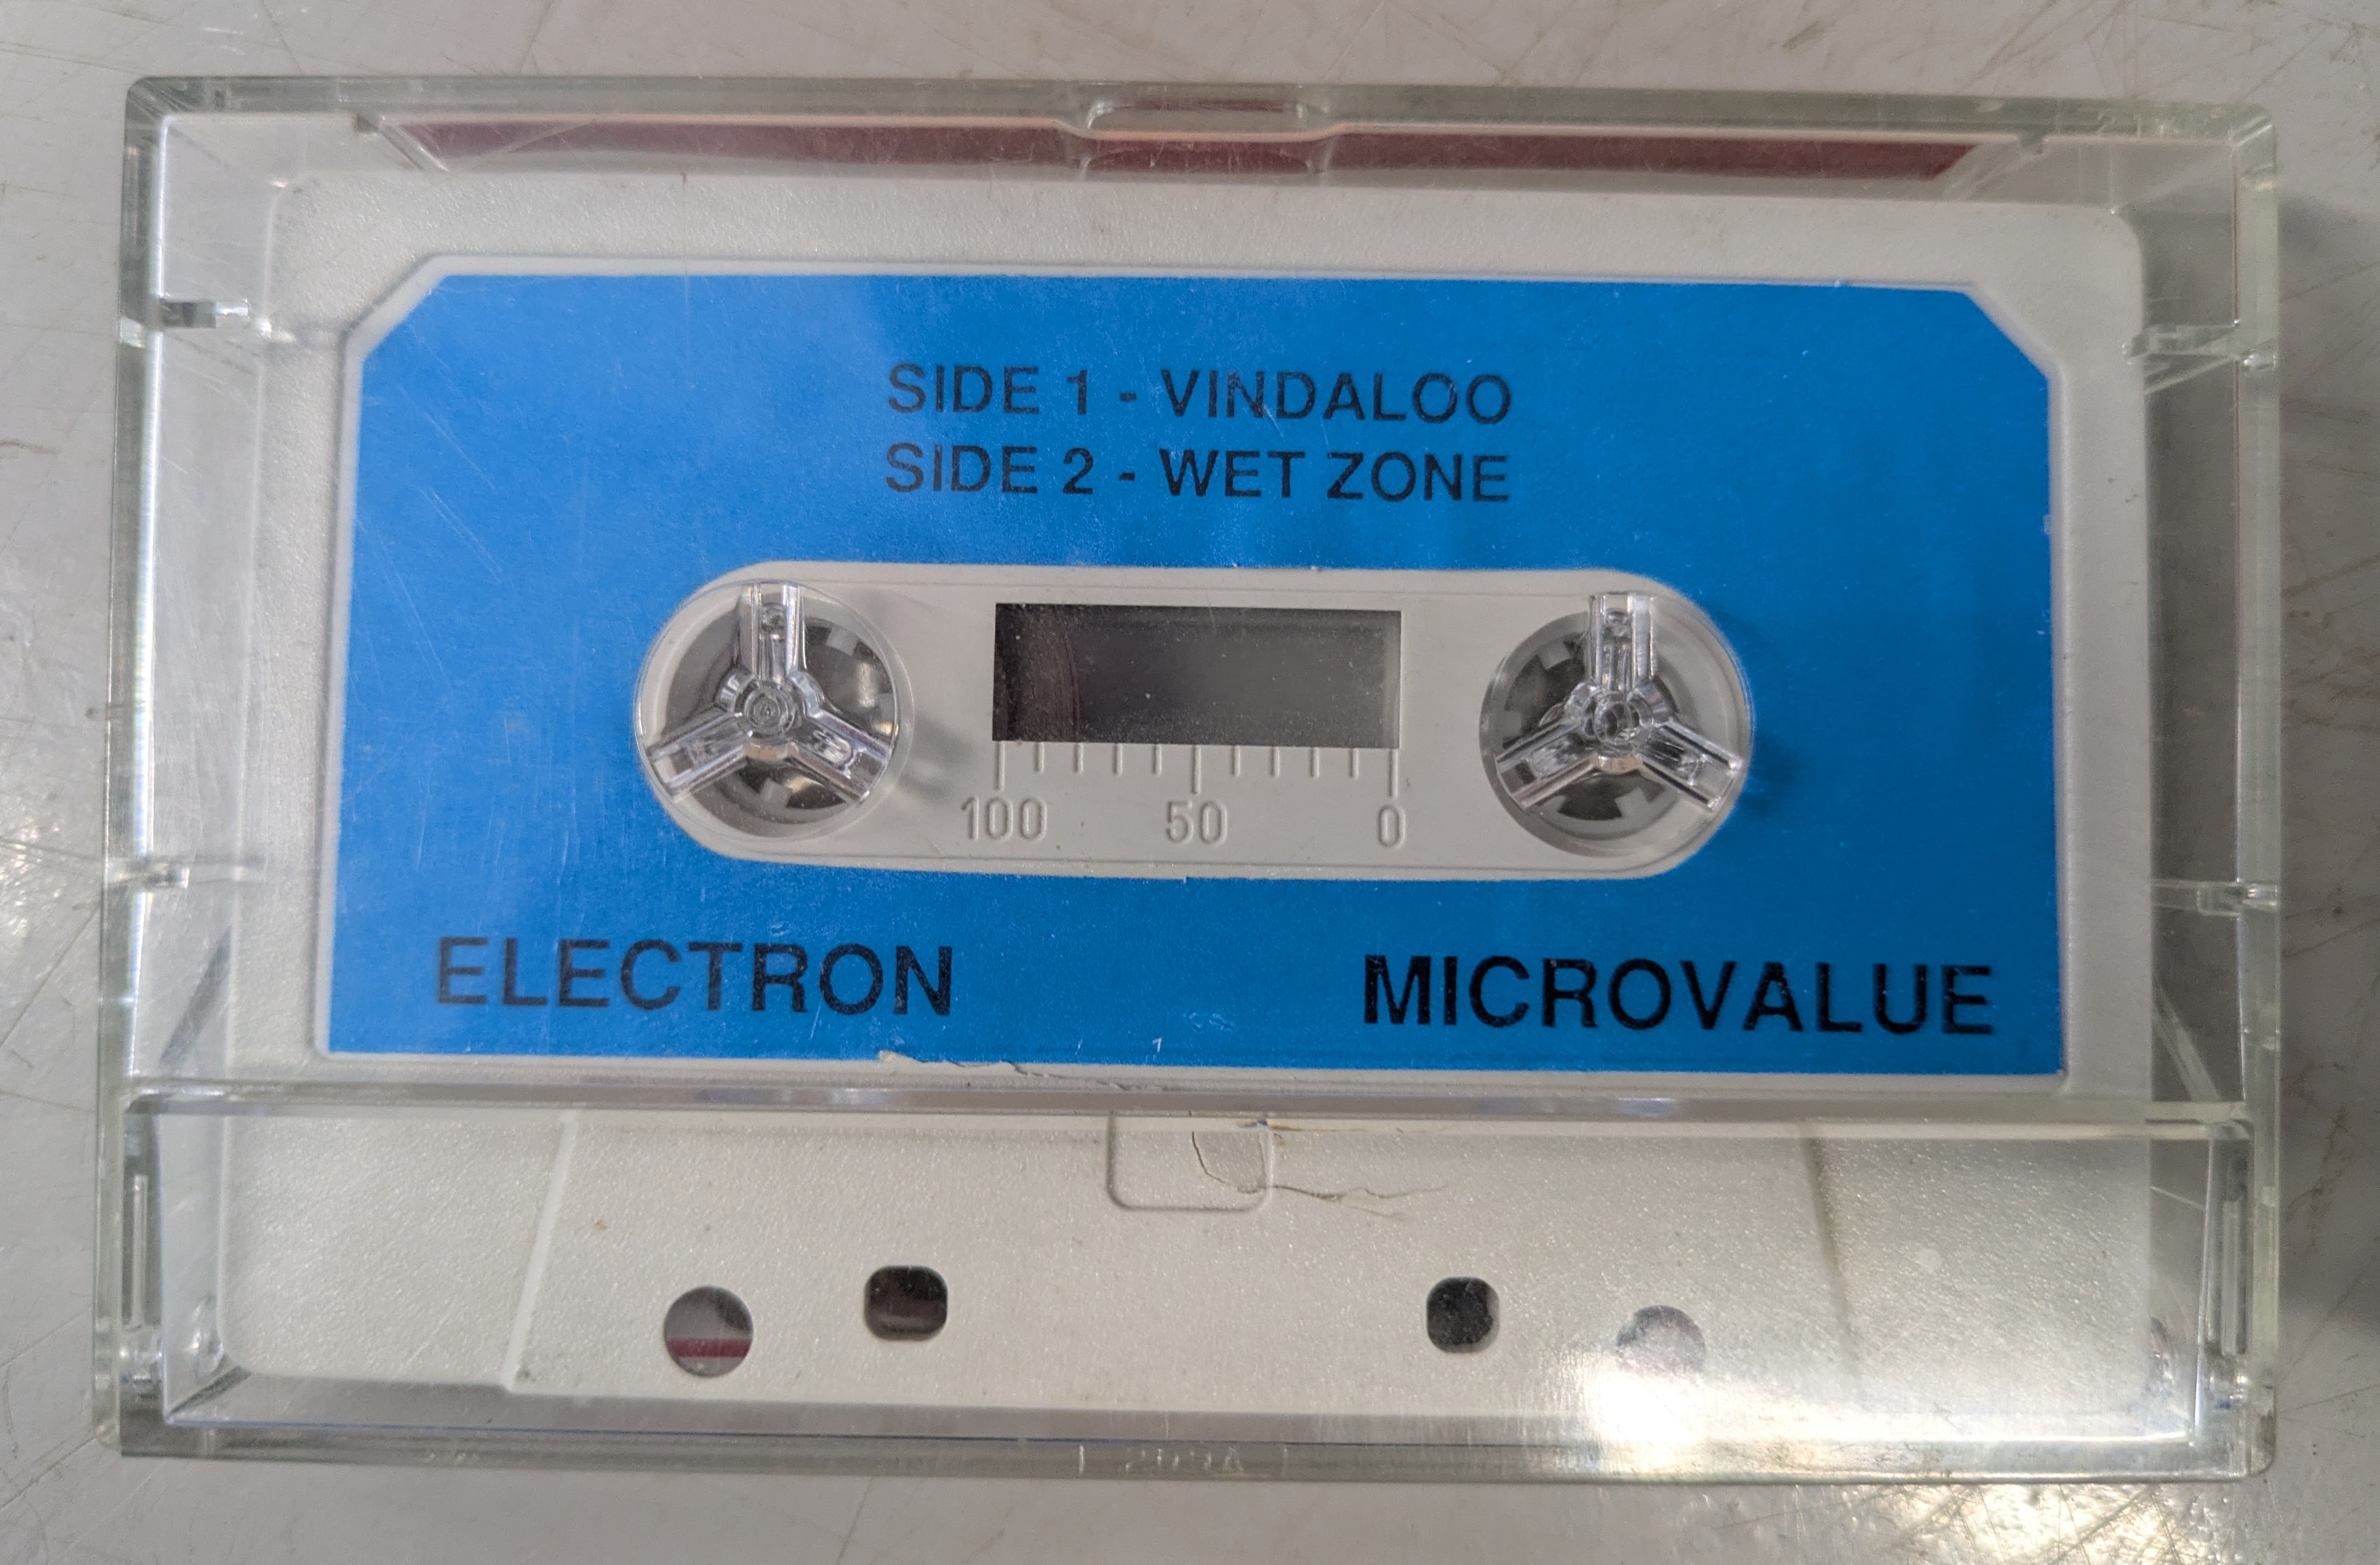 SIDE 1 - VINDALOO
SIDE 2 - WET ZONE
100 50 0
ELECTRON MICROVALUE